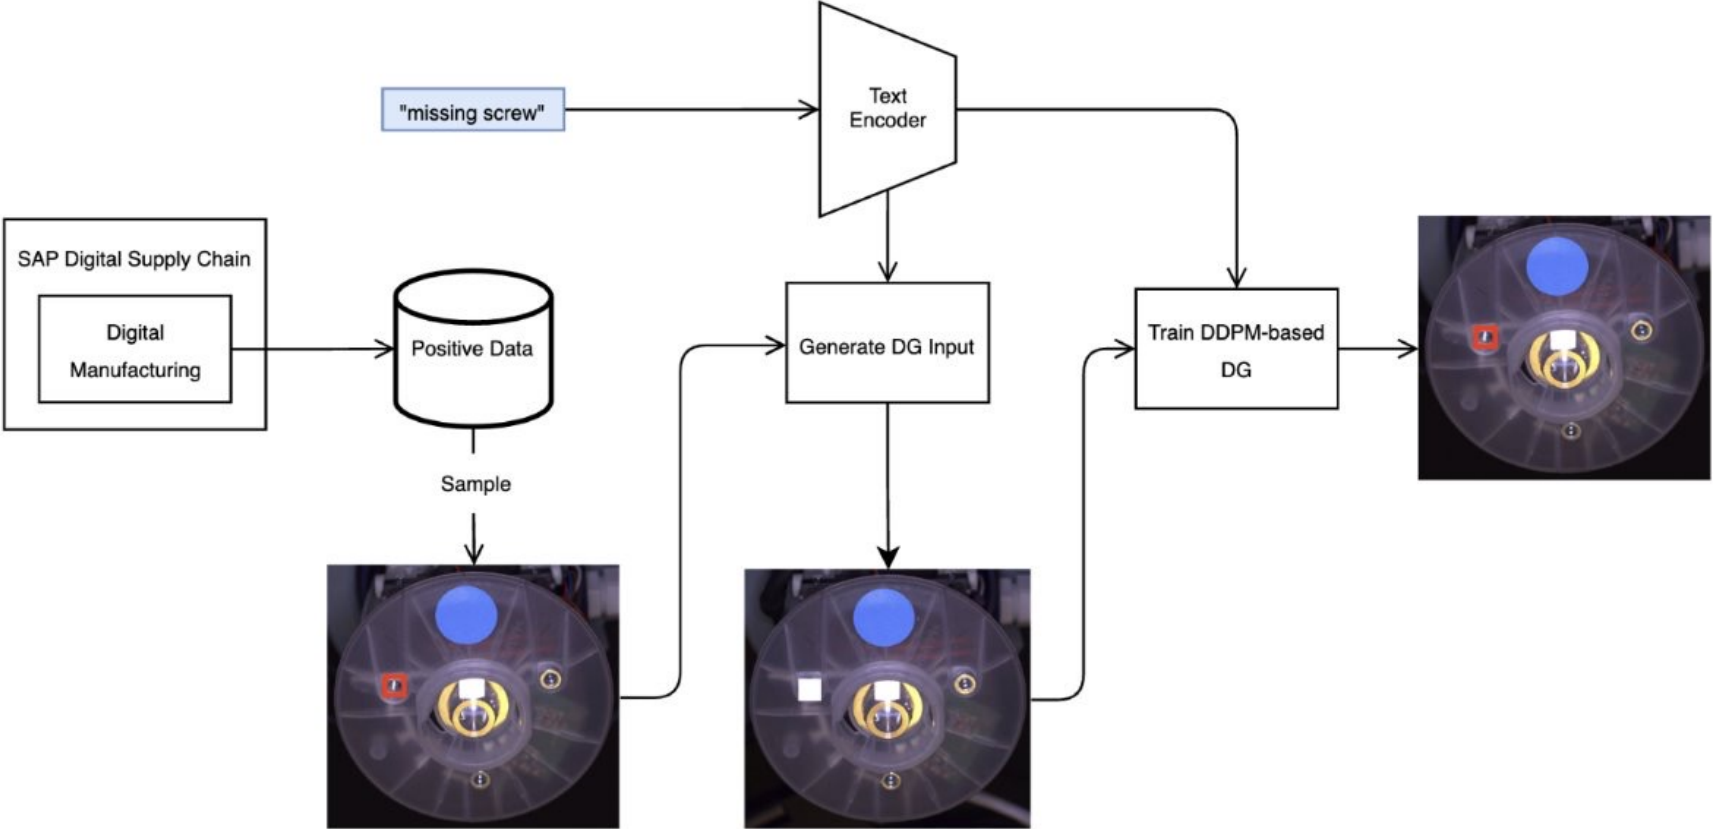 "missing screw"
Text
Encoder
SAP Digital Supply Chain
Digital
Manufacturing
Positive Data
Sample
Generate DG Input
Train DDPM-based
DG